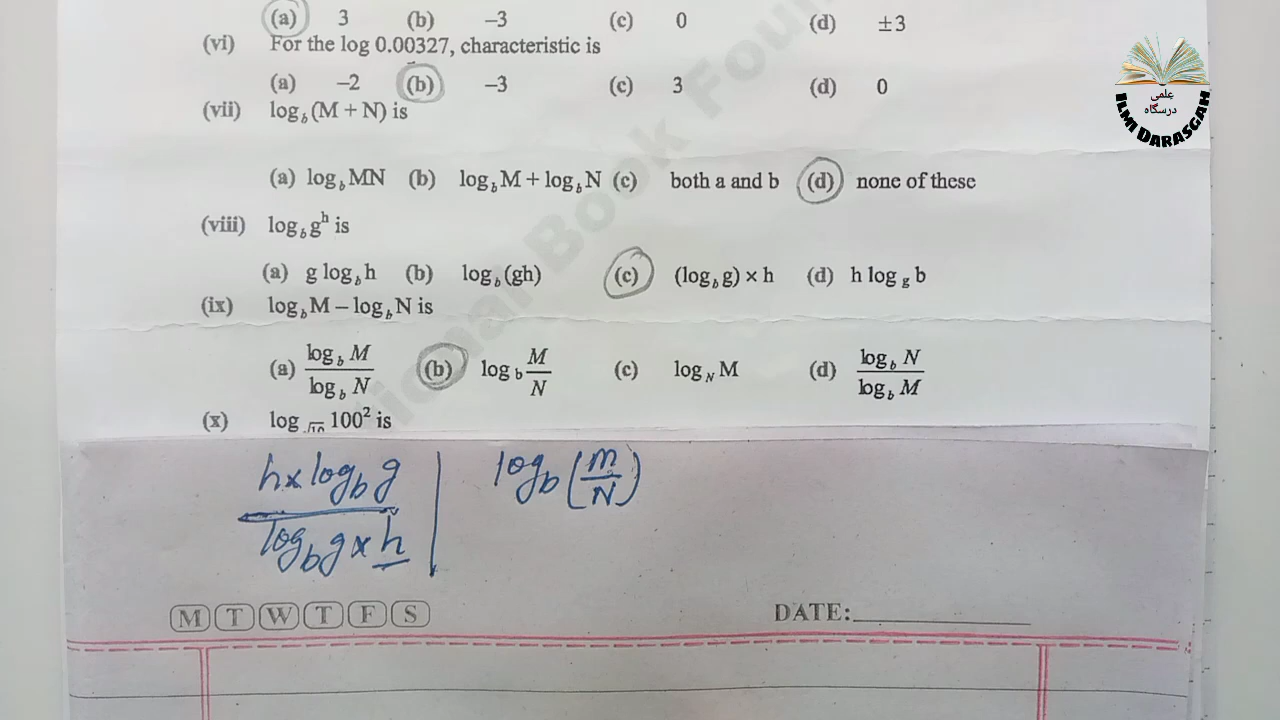 (a) 3 (b) –3 (c) 0 (d) ±3
(vi) For the log 0.00327, characteristic is
(a) –2 (b) –3 (c) 3 (d) 0
(vii) log_b(M + N) is
(a) log_b MN (b) log_b M + log_b N (c) both a and b (d) none of these
(viii) log_b g^h is
(a) g log_b h (b) log_b (gh) (c) (log_b g) × h (d) h log_g b
(ix) log_b M – log_b N is
(a) log_b M / log_b N (b) log_b M/N (c) log_N M (d) log_b N / log_b M
(x) log_√10 100² is
h × log_b g
log_b g × h
log_b (m/N)
M T W T F S
DATE:
علمی
درسگاہ
ILMI DARASGAH